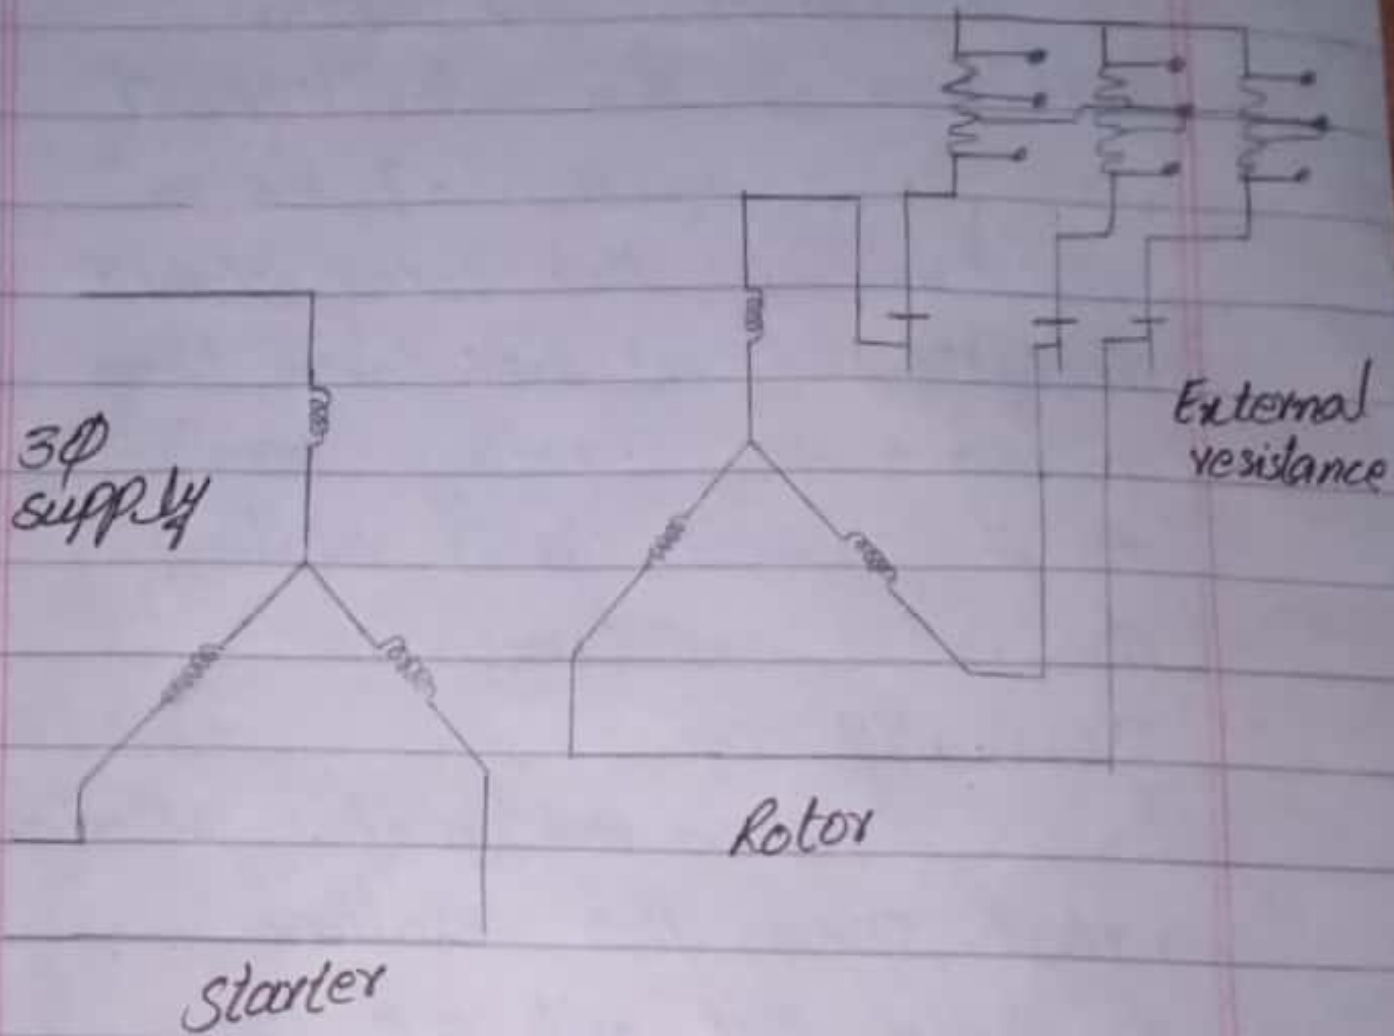 3Φ
supply
External
resistance
Rotor
Starter